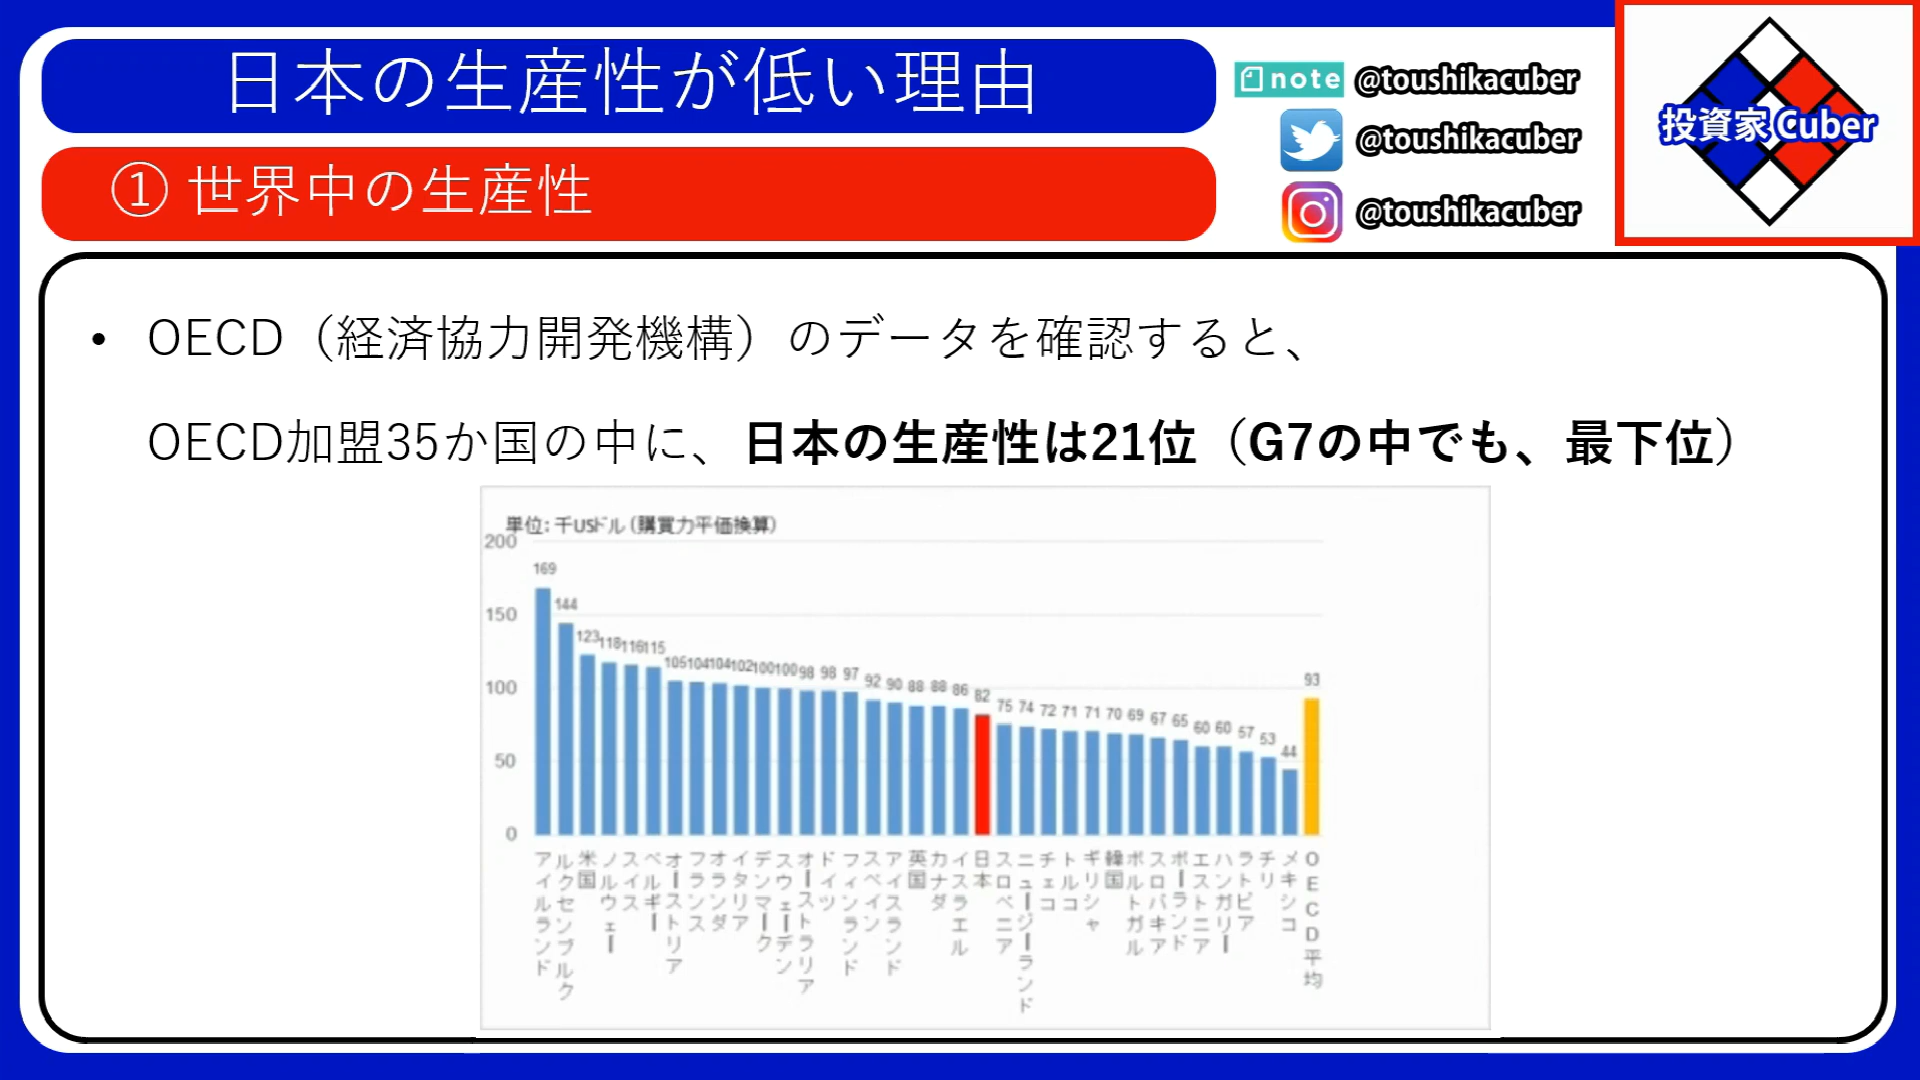 日本の生産性が低い理由
① 世界中の生産性
note @toushikacuber
@toushikacuber
@toushikacuber
投資家Cuber
• OECD（経済協力開発機構）のデータを確認すると、
OECD加盟35か国の中に、日本の生産性は21位（G7の中でも、最下位）
単位：千USドル（購買力平価換算）
200
150
100
50
0
169
144
123
118
116
115
105
104
104
102
100
100
98
98
97
92
90
88
88
86
82
75
74
72
71
71
70
69
67
65
60
60
57
53
44
93
アイルランド
ルクセンブルク
米国
ノルウェー
スイス
ベルギー
オーストリア
フランス
オランダ
イタリア
デンマーク
スウェーデン
オーストラリア
ドイツ
フィンランド
スペイン
アイスランド
英国
カナダ
イスラエル
日本
スロベニア
ニュージーランド
チェコ
トルコ
ギリシャ
韓国
ポルトガル
スロバキア
ポーランド
エストニア
ハンガリー
ラトビア
チリ
メキシコ
OECD平均